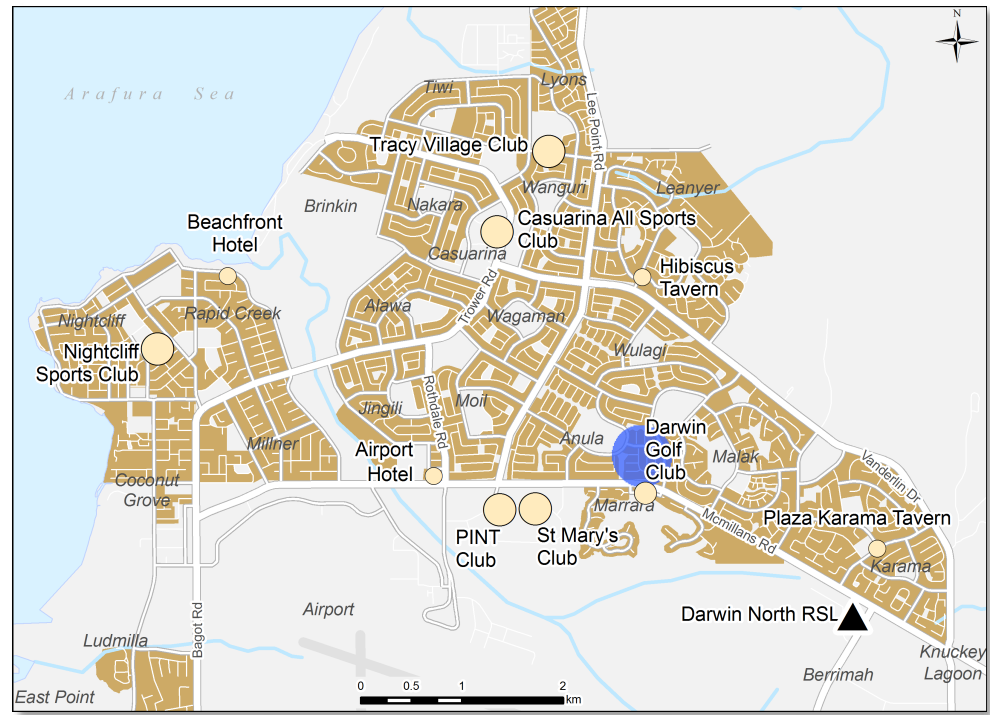 N
Arafura Sea
Tiwi
Lyons
Lee Point Rd
Tracy Village Club
Wanguri
Leanyer
Brinkin
Nakara
Beachfront
Hotel
Casuarina All Sports
Club
Casuarina
Hibiscus
Tavern
Trower Rd
Alawa
Nightcliff
Rapid Creek
Wagaman
Nightcliff
Sports Club
Wulagi
Rothdale Rd
Jingili
Moil
Millner
Anula
Darwin
Golf
Club
Malak
Airport
Hotel
Vanderlin Dr
Coconut
Grove
Marrara
Mcmillans Rd
Plaza Karama Tavern
PINT
Club
St Mary's
Club
Karama
Airport
Bagot Rd
Darwin North RSL
Ludmilla
Knuckey
Lagoon
Berrimah
East Point
0 0.5 1 2
km